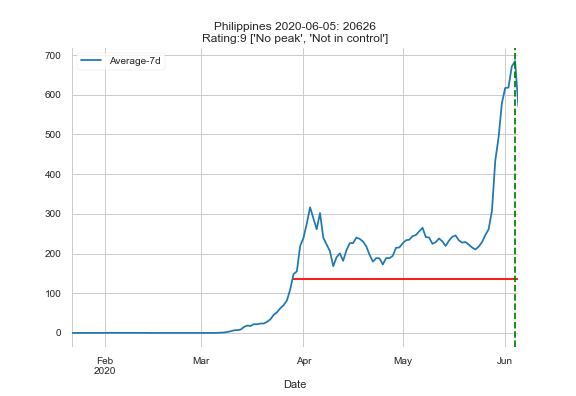 Philippines 2020-06-05: 20626
Rating:9 ['No peak', 'Not in control']
Average-7d
700
600
500
400
300
200
100
0
Feb
2020
Mar
Apr
May
Jun
Date